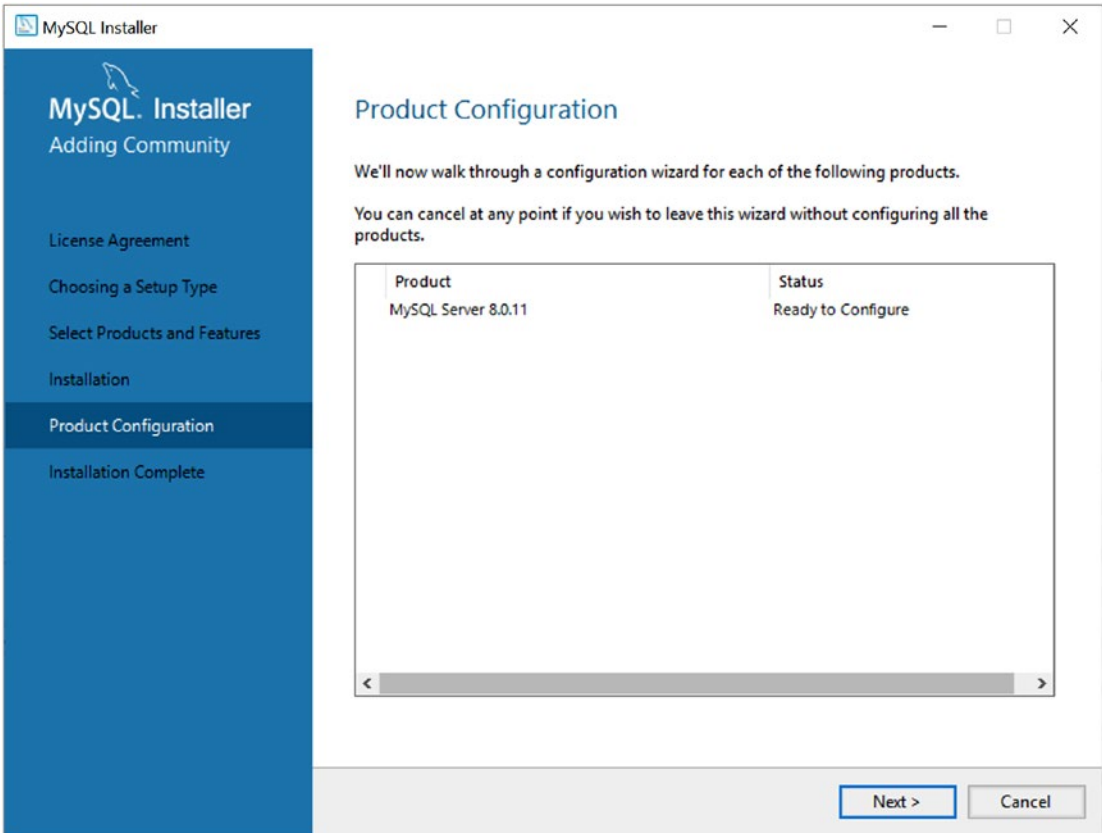 MySQL Installer
MySQL. Installer
Adding Community
License Agreement
Choosing a Setup Type
Select Products and Features
Installation
Product Configuration
Installation Complete
Product Configuration
We'll now walk through a configuration wizard for each of the following products.
You can cancel at any point if you wish to leave this wizard without configuring all the
products.
Product Status
MySQL Server 8.0.11 Ready to Configure
Next > Cancel